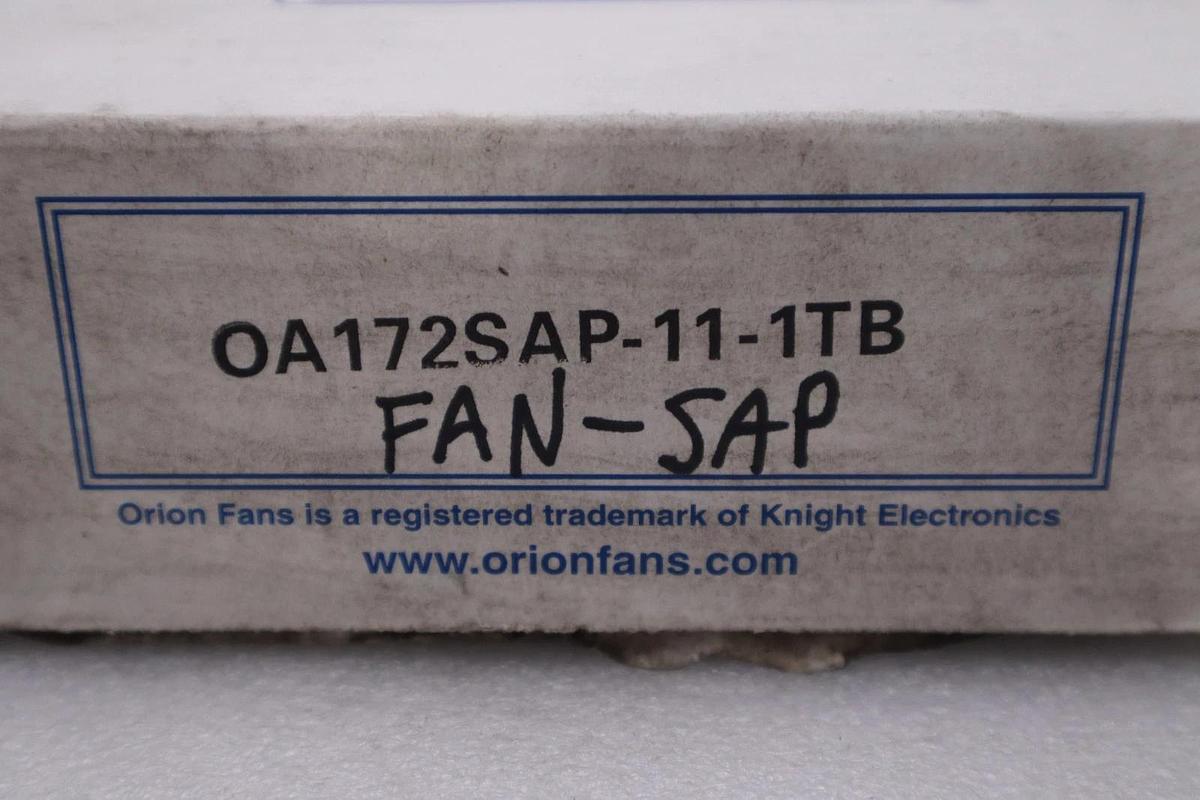 OA172SAP-11-1TB
FAN-SAP
Orion Fans is a registered trademark of Knight Electronics
www.orionfans.com